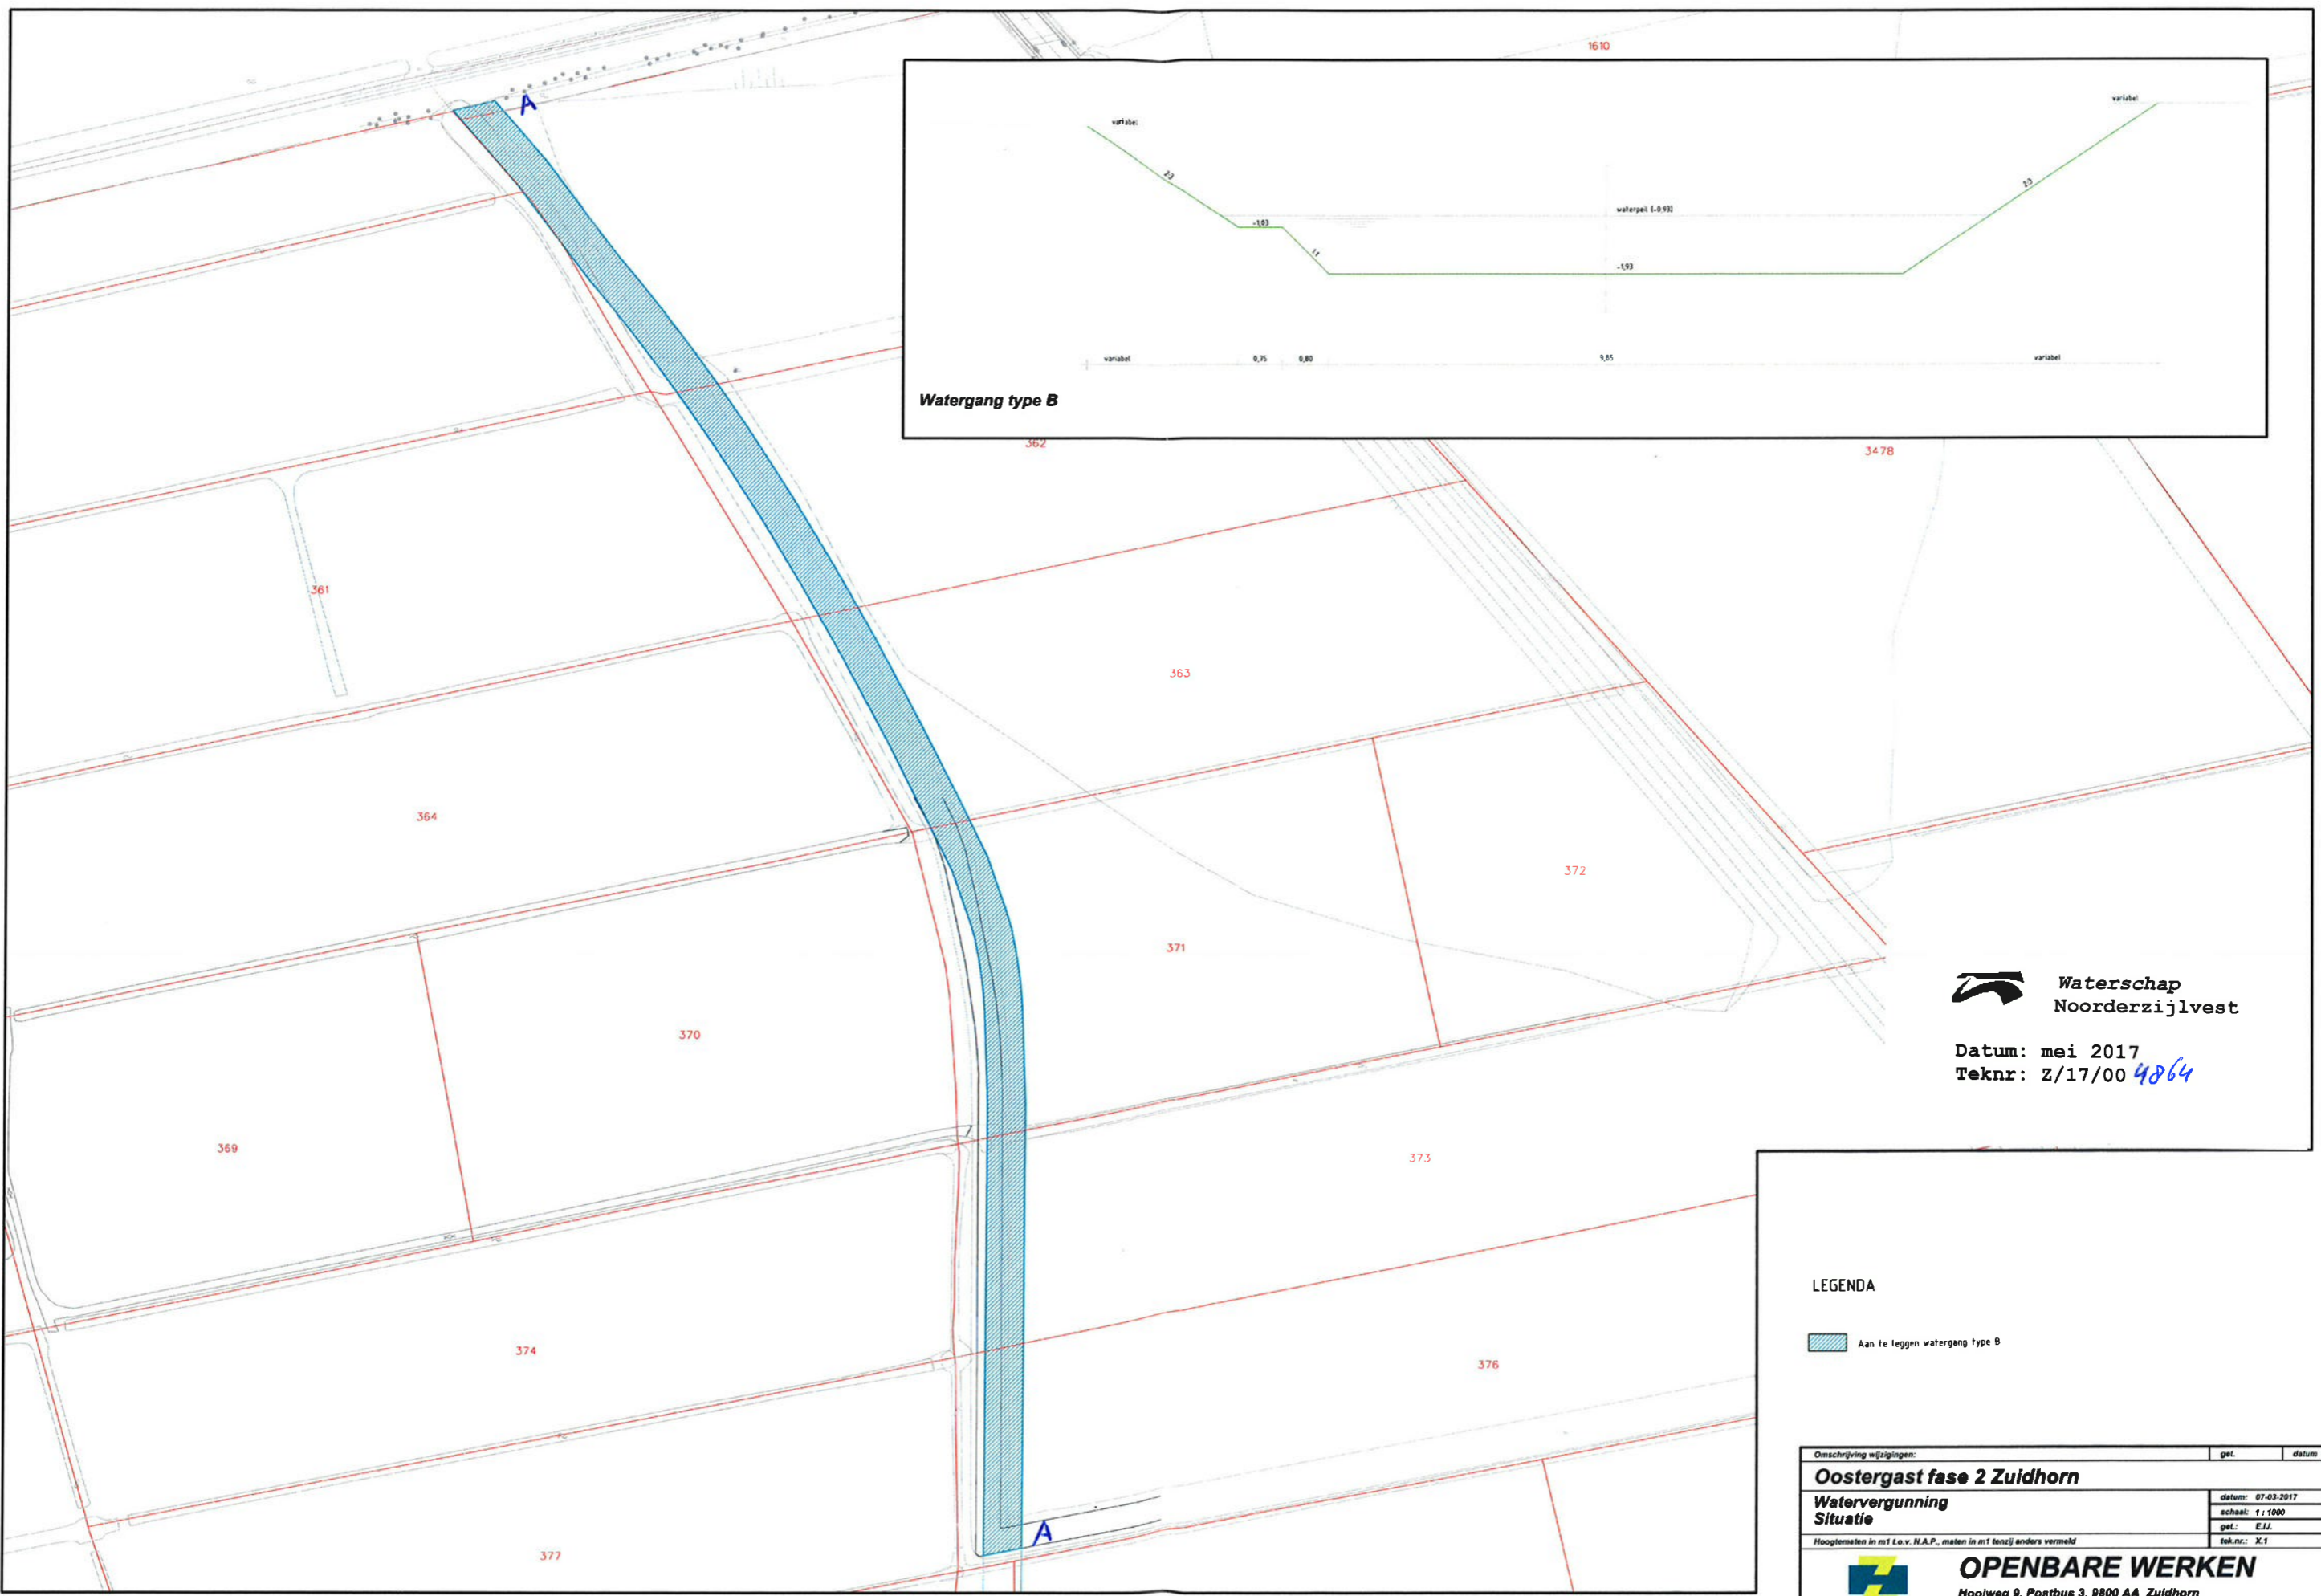 1610
variabel
variabel
2:3
2:3
waterpeil (-0,93)
-1,03
1:1
-1,93
variabel
0,75
0,80
9,85
variabel
Watergang type B
362
3478
361
363
364
372
371
370
369
373
374
376
377
A
A
Waterschap
Noorderzijlvest
Datum: mei 2017
Teknr: Z/17/00 4864
LEGENDA
Aan te leggen watergang type B
Omschrijving wijzigingen:
get.
datum
Oostergast fase 2 Zuidhorn
Watervergunning
Situatie
datum: 07-03-2017
schaal: 1 : 1000
get.: E.IJ.
tek.nr.: X.1
Hoogtematen in m1 t.o.v. N.A.P., maten in m1 tenzij anders vermeld
OPENBARE WERKEN
Hooiweg 9, Postbus 3, 9800 AA Zuidhorn